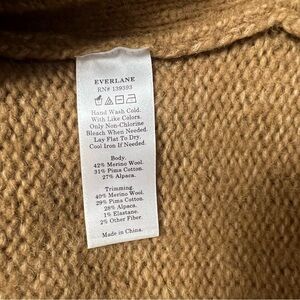 EVERLANE
RN# 139393
Hand Wash Cold.
With Like Colors.
Only Non-Chlorine
Bleach When Needed.
Lay Flat To Dry.
Cool Iron If Needed.
Body.
42% Merino Wool.
31% Pima Cotton.
27% Alpaca.
Trimming.
40% Merino Wool.
29% Pima Cotton.
28% Alpaca.
1% Elastane.
2% Other Fiber.
Made in China.